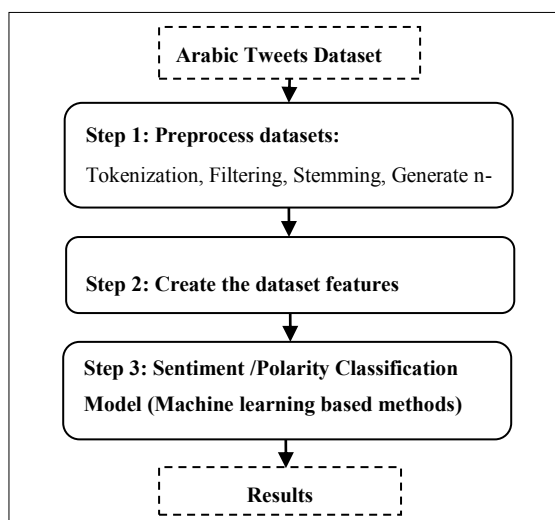 Arabic Tweets Dataset
Step 1: Preprocess datasets:
Tokenization, Filtering, Stemming, Generate n-
Step 2: Create the dataset features
Step 3: Sentiment /Polarity Classification
Model (Machine learning based methods)
Results